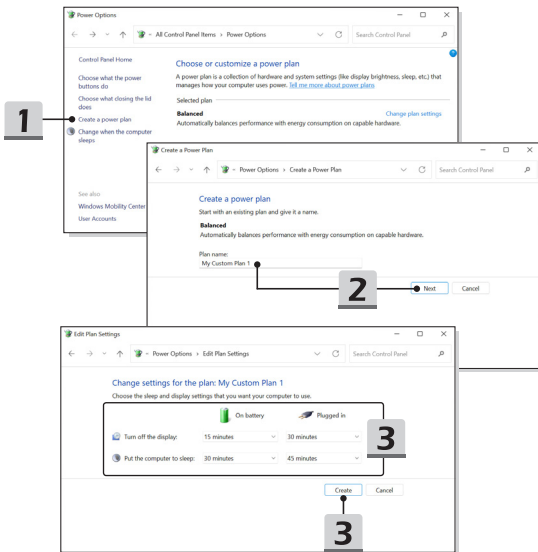 Power Options
All Control Panel Items > Power Options
Search Control Panel
Control Panel Home
Choose what the power
buttons do
Choose what closing the lid
does
Create a power plan
Change when the computer
sleeps
See also
Windows Mobility Center
User Accounts
Choose or customize a power plan
A power plan is a collection of hardware and system settings (like display brightness, sleep, etc.) that
manages how your computer uses power. Tell me more about power plans.
Selected plan
Balanced
Change plan settings
Automatically balances performance with energy consumption on capable hardware.
1
Create a Power Plan
Power Options > Create a Power Plan
Search Control Panel
Create a power plan
Start with an existing plan and give it a name.
Balanced
Automatically balances performance with energy consumption on capable hardware.
Plan name:
My Custom Plan 1
2
Next Cancel
Edit Plan Settings
Power Options > Edit Plan Settings
Search Control Panel
Change settings for the plan: My Custom Plan 1
Choose the sleep and display settings that you want your computer to use.
On battery Plugged in
Turn off the display: 15 minutes 30 minutes
Put the computer to sleep: 30 minutes 45 minutes
3
Create Cancel
3